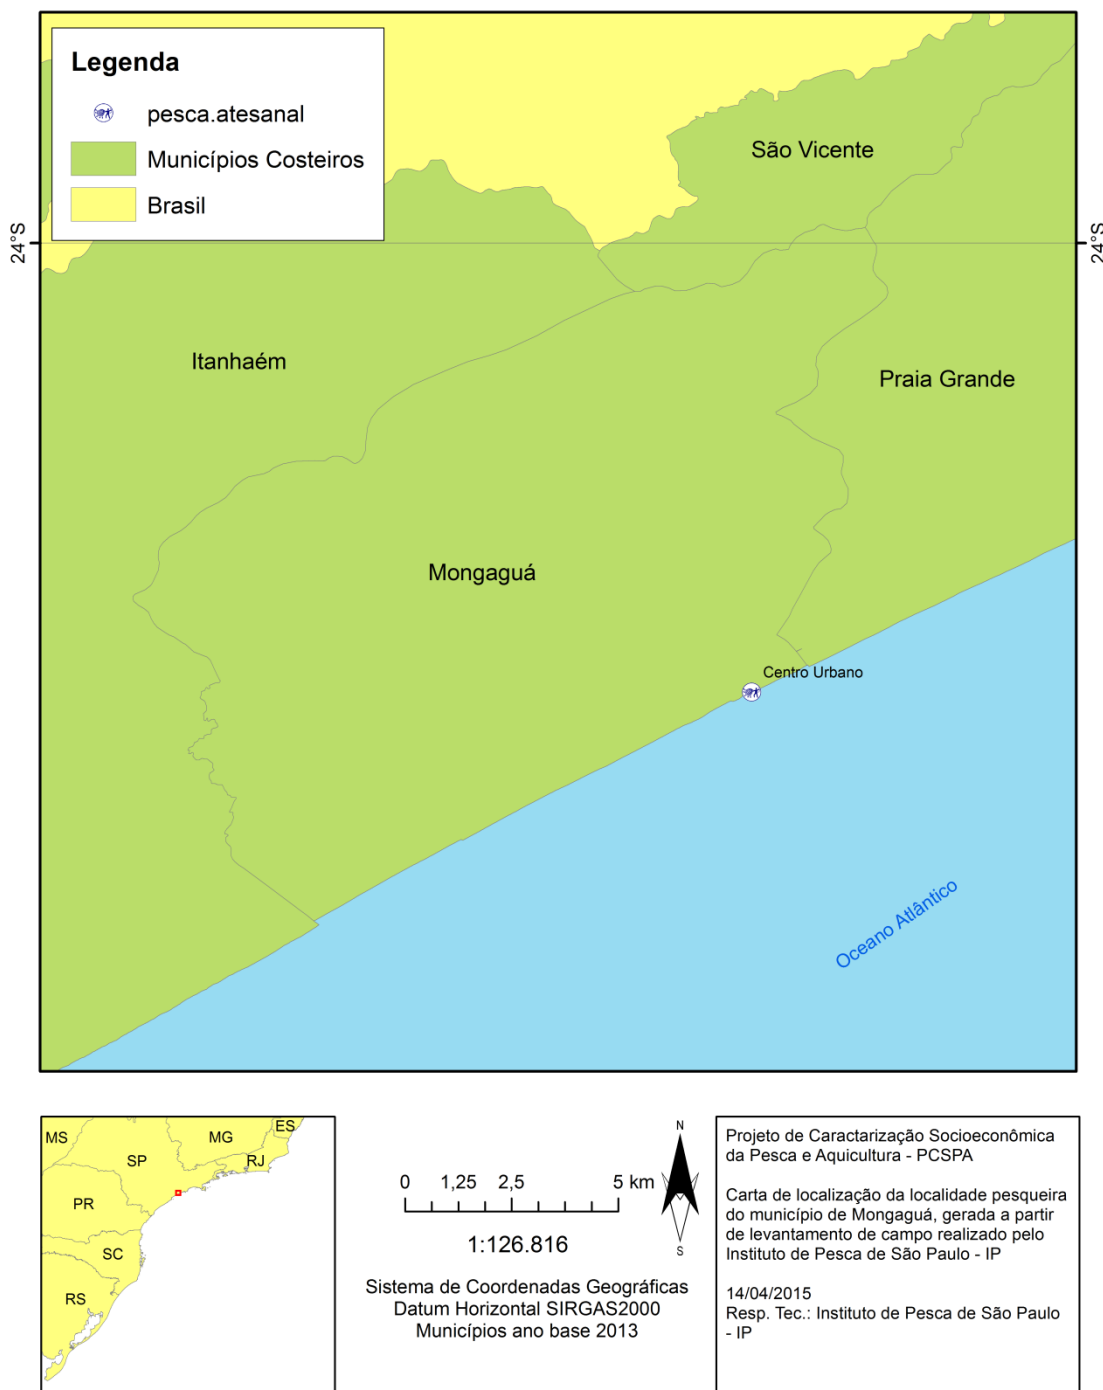 Legenda
pesca.atesanal
Municípios Costeiros
Brasil
São Vicente
24°S
24°S
Itanhaém
Praia Grande
Mongaguá
Centro Urbano
Oceano Atlântico
MS
MG
ES
SP
RJ
PR
SC
RS
0 1,25 2,5 5 km
1:126.816
Sistema de Coordenadas Geográficas
Datum Horizontal SIRGAS2000
Municípios ano base 2013
N
S
Projeto de Caractarização Socioeconômica
da Pesca e Aquicultura - PCSPA
Carta de localização da localidade pesqueira
do município de Mongaguá, gerada a partir
de levantamento de campo realizado pelo
Instituto de Pesca de São Paulo - IP
14/04/2015
Resp. Tec.: Instituto de Pesca de São Paulo
- IP